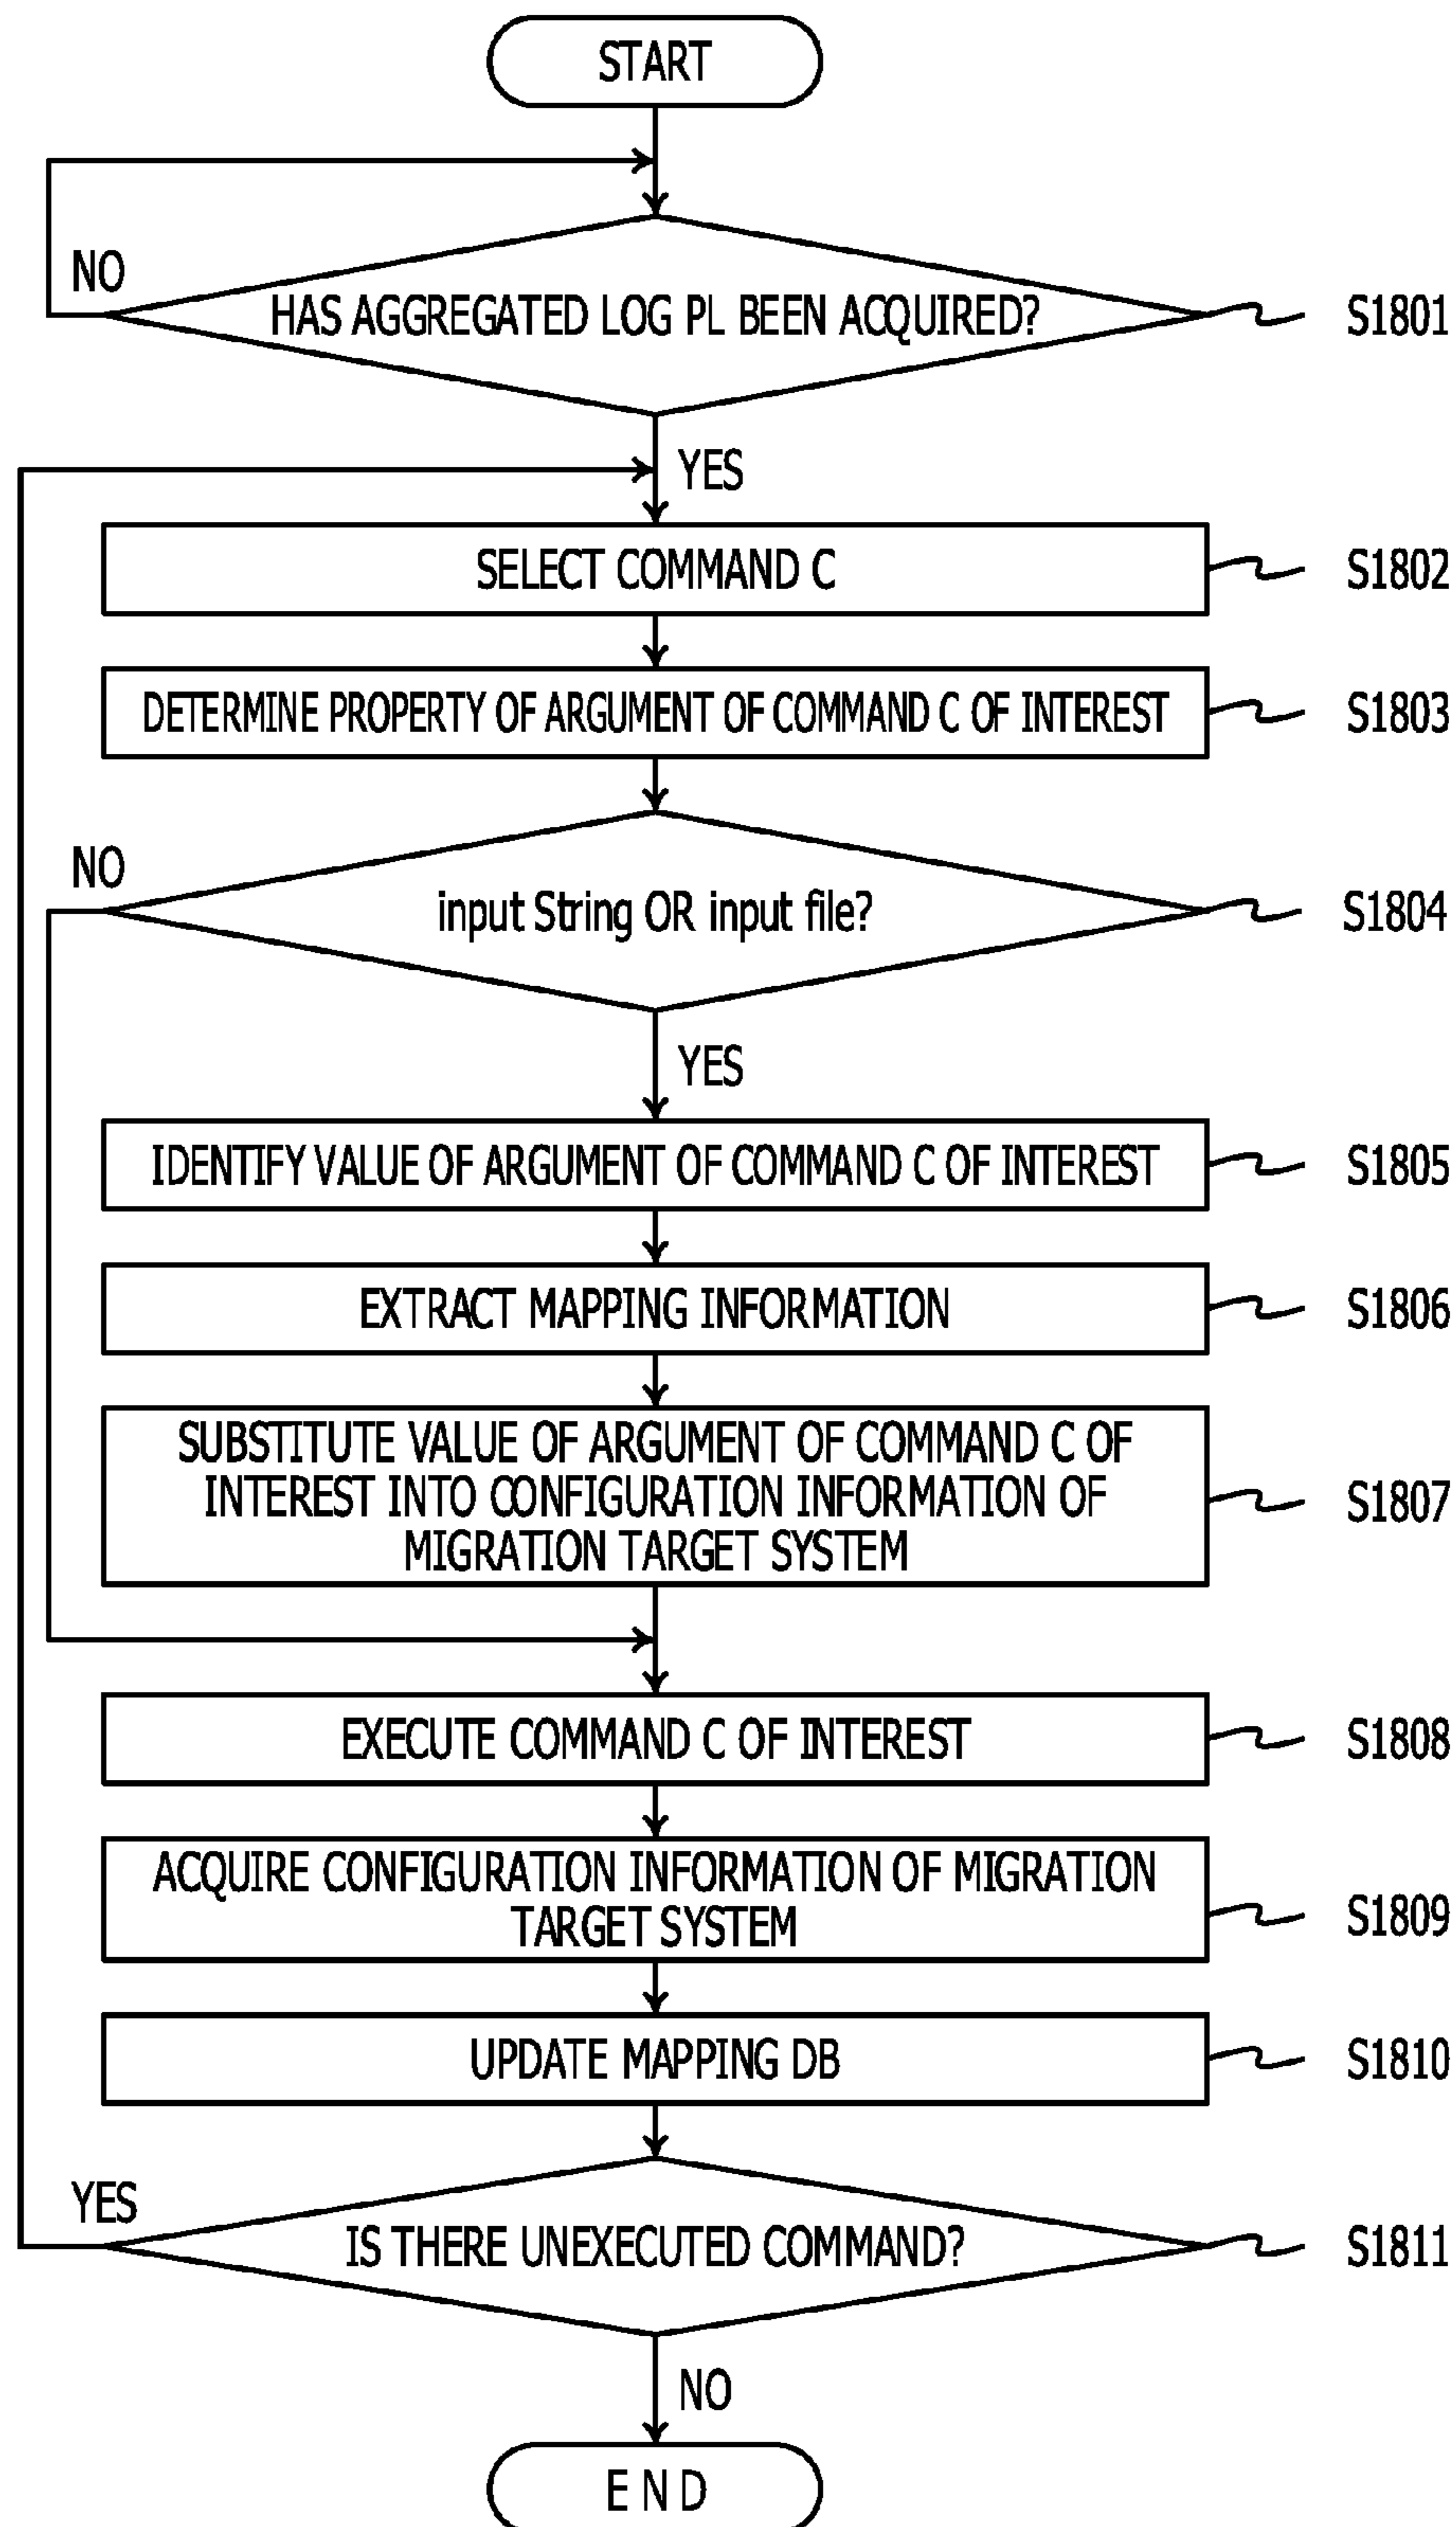 START
NO
HAS AGGREGATED LOG PL BEEN ACQUIRED?
S1801
YES
SELECT COMMAND C
S1802
DETERMINE PROPERTY OF ARGUMENT OF COMMAND C OF INTEREST
S1803
NO
input String OR input file?
S1804
YES
IDENTIFY VALUE OF ARGUMENT OF COMMAND C OF INTEREST
S1805
EXTRACT MAPPING INFORMATION
S1806
SUBSTITUTE VALUE OF ARGUMENT OF COMMAND C OF
INTEREST INTO CONFIGURATION INFORMATION OF
MIGRATION TARGET SYSTEM
S1807
EXECUTE COMMAND C OF INTEREST
S1808
ACQUIRE CONFIGURATION INFORMATION OF MIGRATION
TARGET SYSTEM
S1809
UPDATE MAPPING DB
S1810
YES
IS THERE UNEXECUTED COMMAND?
S1811
NO
END